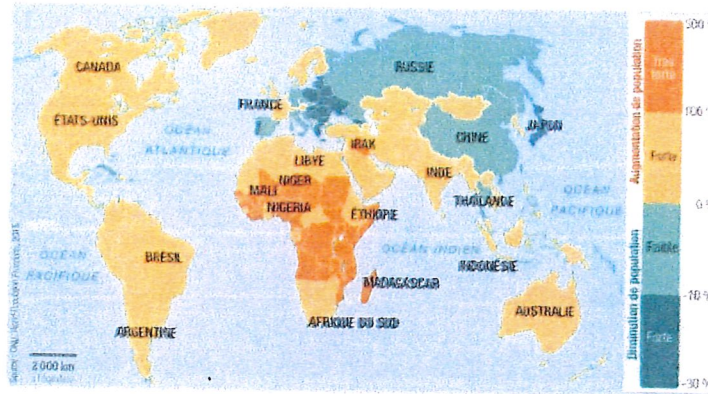 CANADA
RUSSIE
FRANCE
ÉTATS-UNIS
OCÉAN
ATLANTIQUE
JAPON
CHINE
IRAK
LIBYE
INDE
NIGER
MALI
NIGERIA
ÉTHIOPIE
THAÏLANDE
OCÉAN
PACIFIQUE
OCÉAN INDIEN
OCÉAN
PACIFIQUE
BRÉSIL
INDONÉSIE
MADAGASCAR
AUSTRALIE
ARGENTINE
AFRIQUE DU SUD
2 000 km
Augmentation de population
Très
forte
Forte
0 %
Diminution de population
Faible
Forte
-30 %